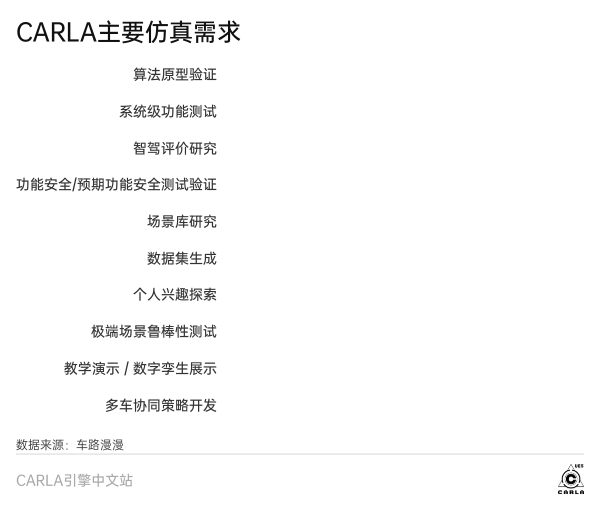 CARLA主要仿真需求
算法原型验证
系统级功能测试
智驾评价研究
功能安全/预期功能安全测试验证
场景库研究
数据集生成
个人兴趣探索
极端场景鲁棒性测试
教学演示 / 数字孪生展示
多车协同策略开发
数据来源：车路漫漫
CARLA引擎中文站
UE5
C
CARLA